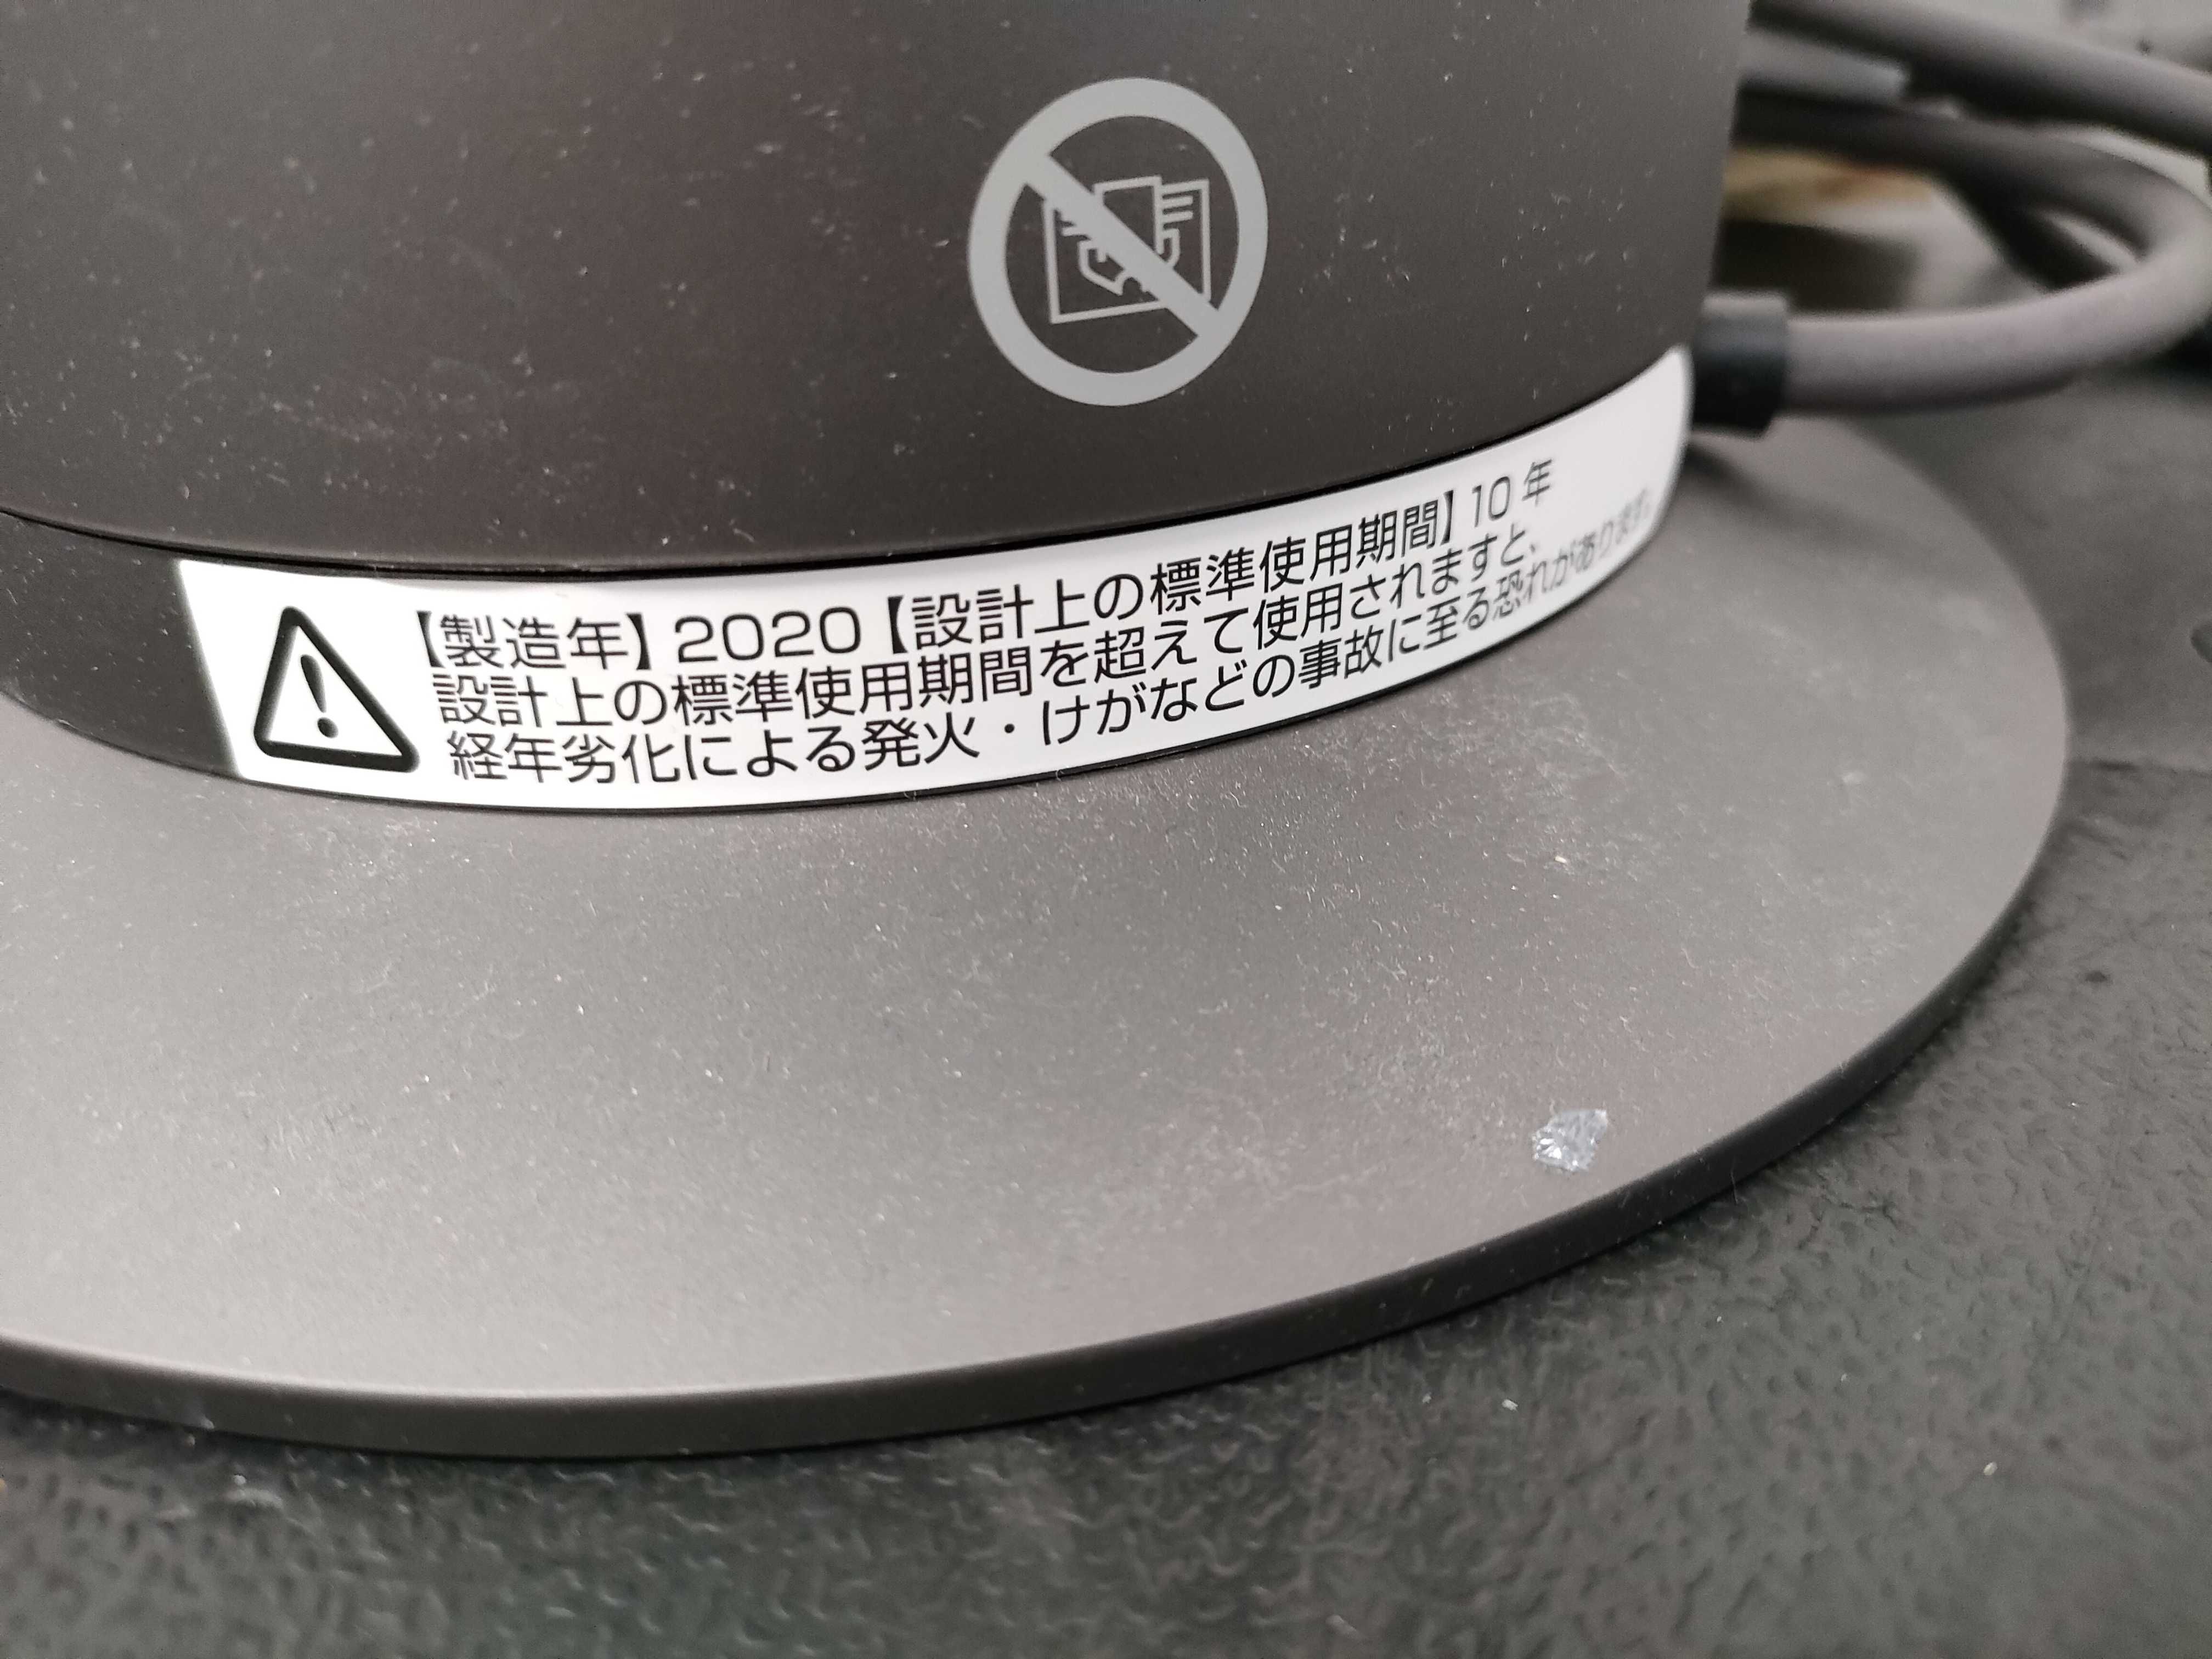 【製造年】2020【設計上の標準使用期間】10年
設計上の標準使用期間を超えて使用されますと、
経年劣化による発火・けがなどの事故に至る恐れがあります。